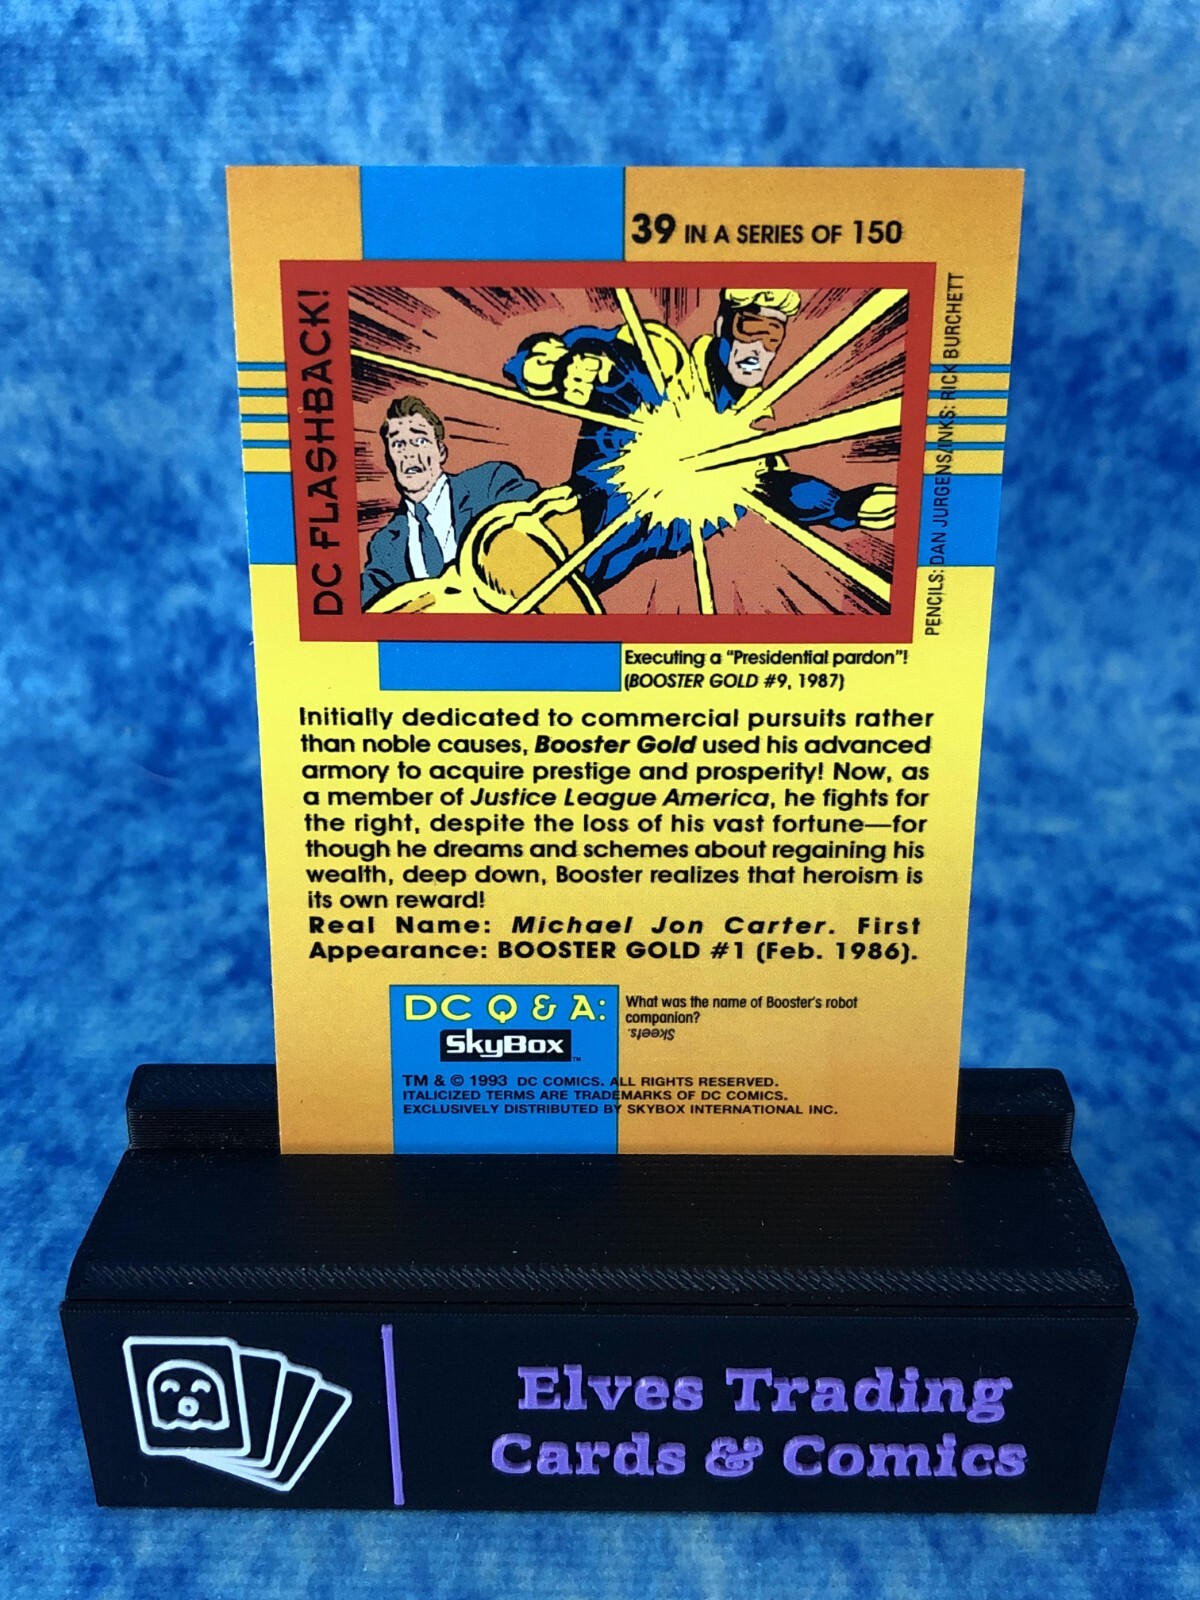 39 IN A SERIES OF 150
DC FLASHBACK!
PENCILS: DAN JURGENS/INKS: RICK BURCHETT
Executing a "Presidential pardon"!
(BOOSTER GOLD #9, 1987)
Initially dedicated to commercial pursuits rather
than noble causes, Booster Gold used his advanced
armory to acquire prestige and prosperity! Now, as
a member of Justice League America, he fights for
the right, despite the loss of his vast fortune—for
though he dreams and schemes about regaining his
wealth, deep down, Booster realizes that heroism is
its own reward!
Real Name: Michael Jon Carter. First
Appearance: BOOSTER GOLD #1 (Feb. 1986).
DC Q & A:
SkyBox™
What was the name of Booster's robot
companion?
Skeets.
TM & © 1993 DC COMICS. ALL RIGHTS RESERVED.
ITALICIZED TERMS ARE TRADEMARKS OF DC COMICS.
EXCLUSIVELY DISTRIBUTED BY SKYBOX INTERNATIONAL INC.
Elves Trading
Cards & Comics